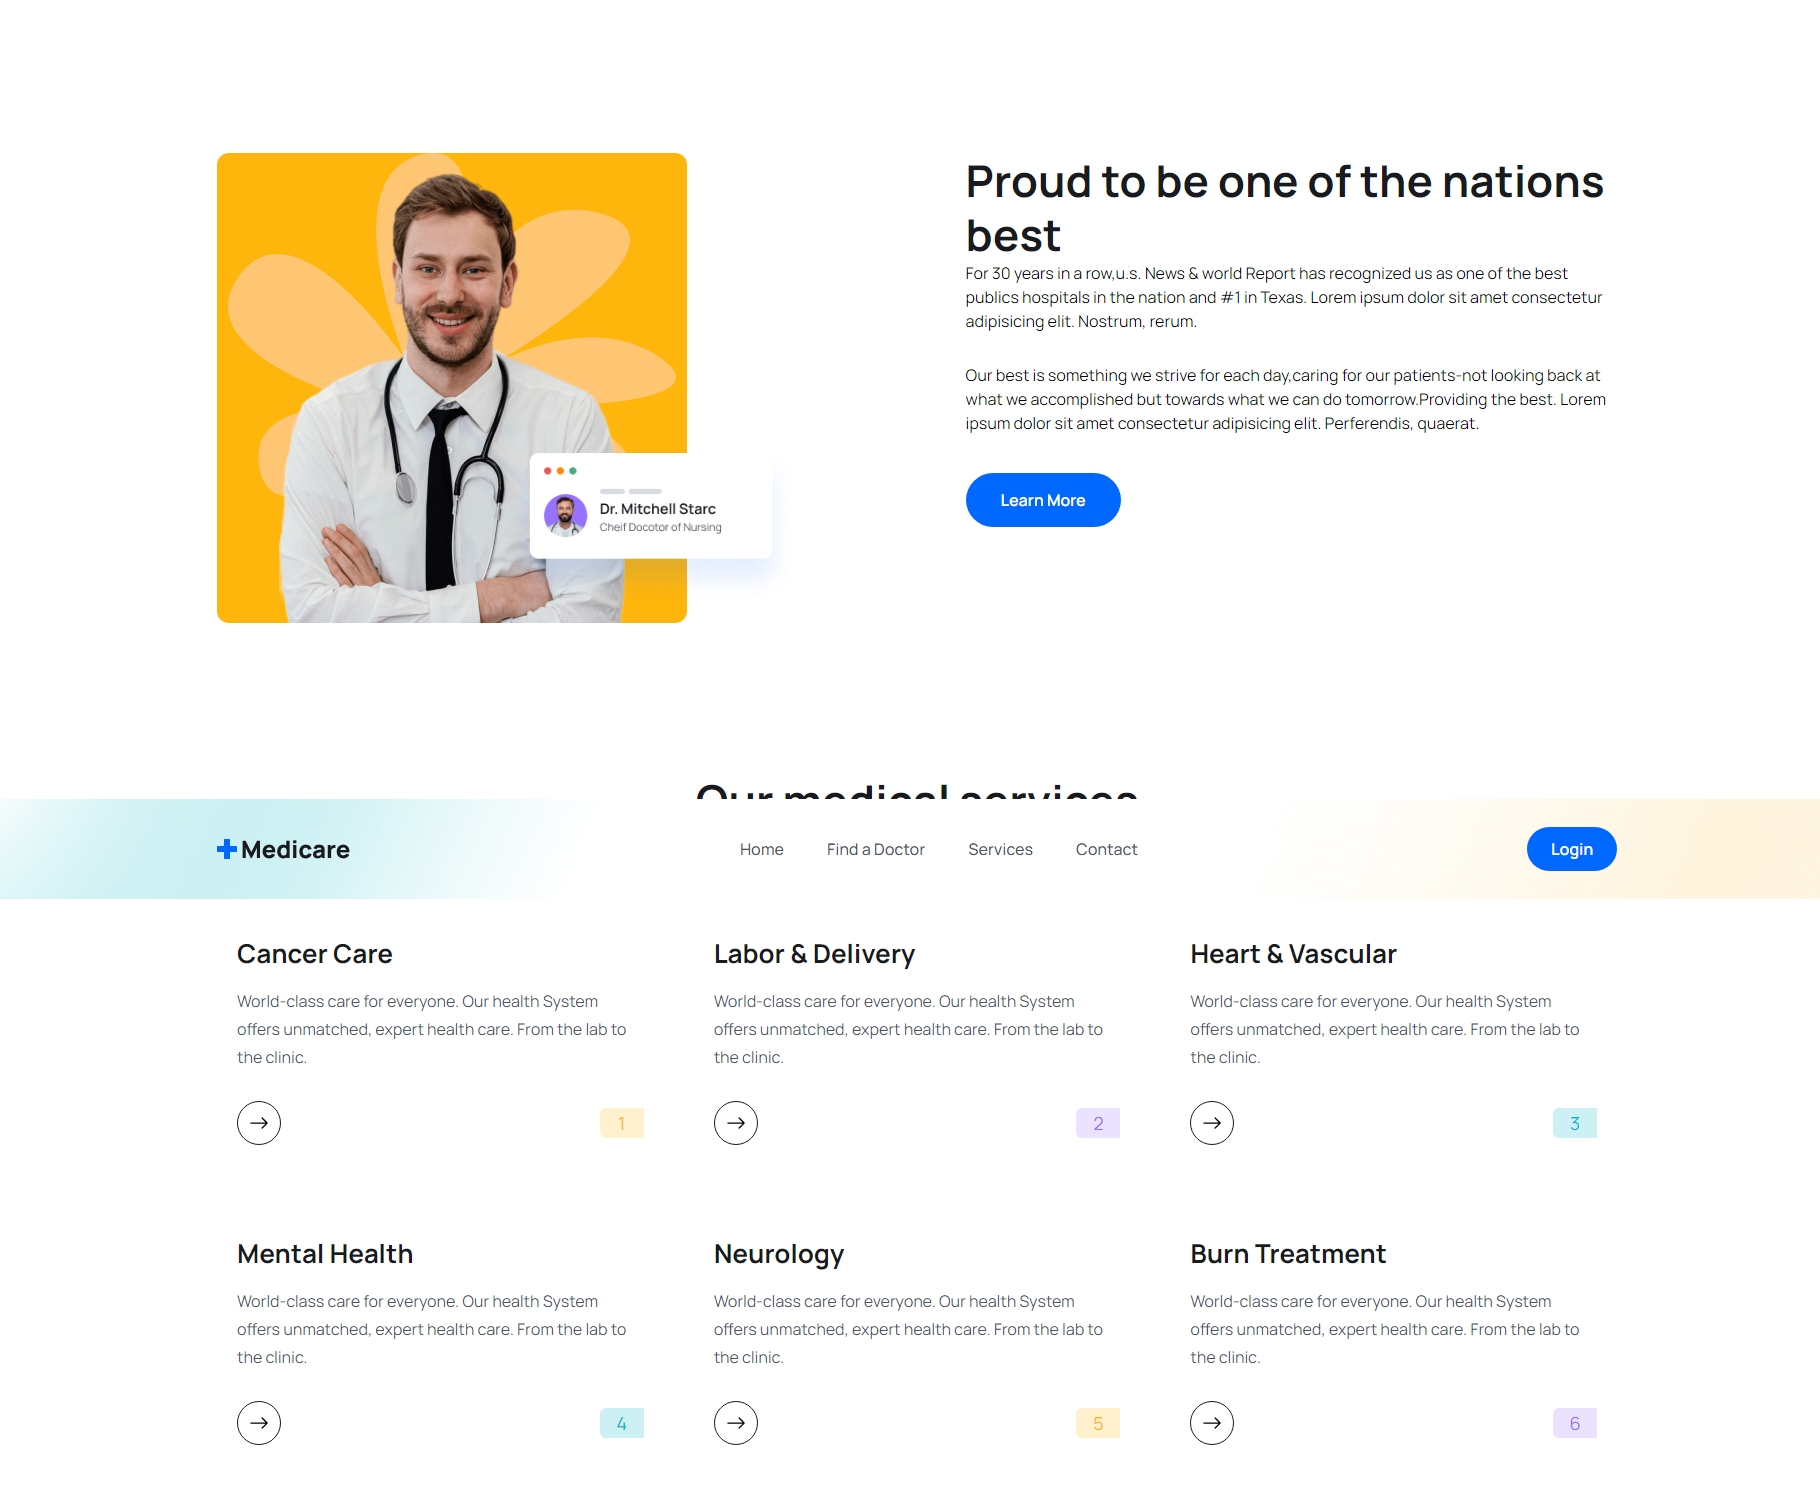 Proud to be one of the nations
best
For 30 years in a row,u.s. News & world Report has recognized us as one of the best
publics hospitals in the nation and #1 in Texas. Lorem ipsum dolor sit amet consectetur
adipisicing elit. Nostrum, rerum.
Our best is something we strive for each day,caring for our patients-not looking back at
what we accomplished but towards what we can do tomorrow.Providing the best. Lorem
ipsum dolor sit amet consectetur adipisicing elit. Perferendis, quaerat.
Learn More
Dr. Mitchell Starc
Cheif Docotor of Nursing
Our medical services
Medicare
Home
Find a Doctor
Services
Contact
Login
Cancer Care
World-class care for everyone. Our health System
offers unmatched, expert health care. From the lab to
the clinic.
1
Labor & Delivery
World-class care for everyone. Our health System
offers unmatched, expert health care. From the lab to
the clinic.
2
Heart & Vascular
World-class care for everyone. Our health System
offers unmatched, expert health care. From the lab to
the clinic.
3
Mental Health
World-class care for everyone. Our health System
offers unmatched, expert health care. From the lab to
the clinic.
4
Neurology
World-class care for everyone. Our health System
offers unmatched, expert health care. From the lab to
the clinic.
5
Burn Treatment
World-class care for everyone. Our health System
offers unmatched, expert health care. From the lab to
the clinic.
6